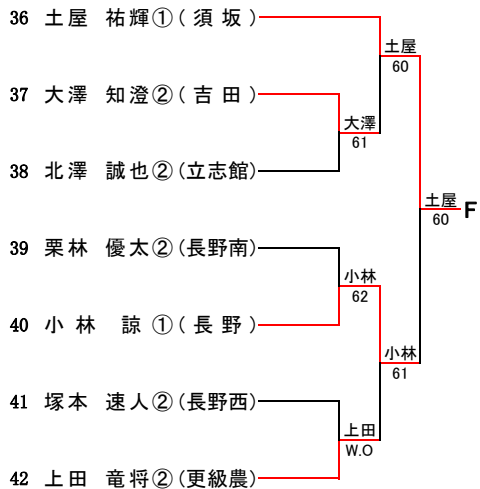 36 土屋 祐輝①(須坂)
土屋
60
37 大澤 知澄②(吉田)
大澤
61
38 北澤 誠也②(立志館)
土屋
60
F
39 栗林 優太②(長野南)
小林
62
40 小林 諒①(長野)
小林
61
41 塚本 速人②(長野西)
上田
W.O
42 上田 竜将②(更級農)